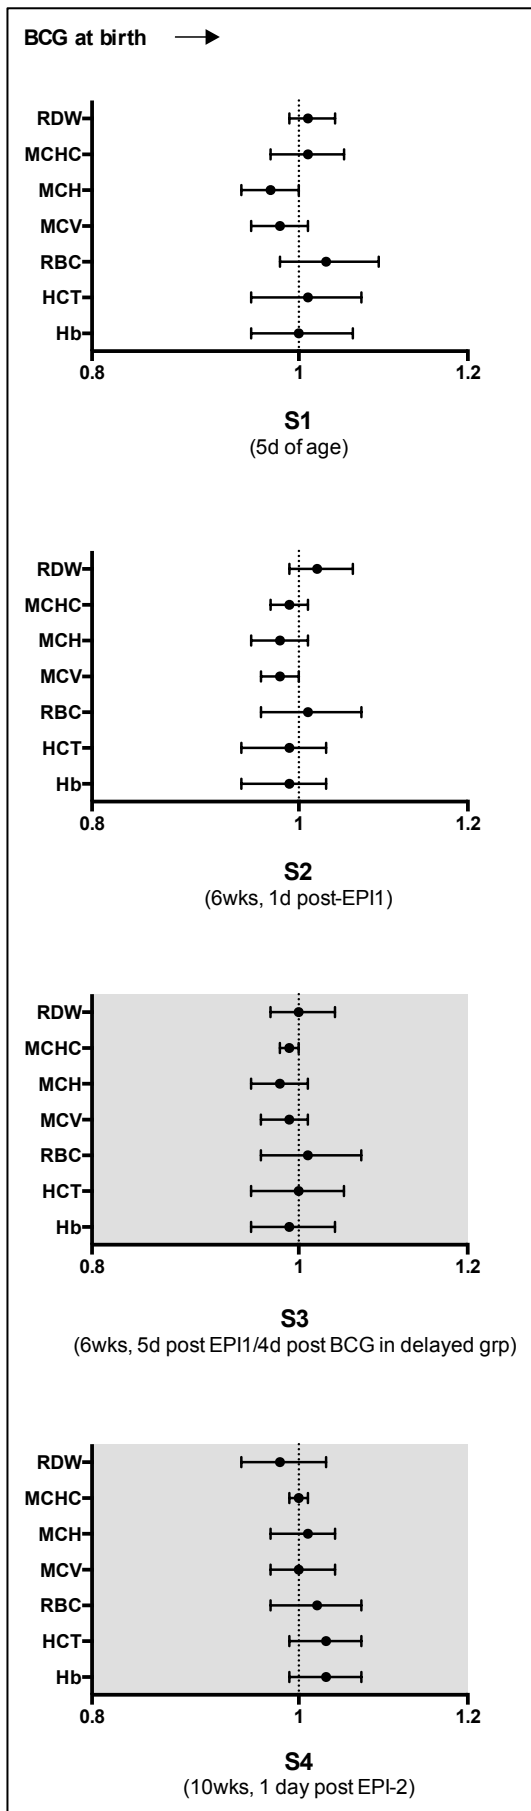 BCG at birth
RDW
MCHC
MCH
MCV
RBC
HCT
Hb
0.8 1 1.2
S1
(5d of age)
RDW
MCHC
MCH
MCV
RBC
HCT
Hb
0.8 1 1.2
S2
(6wks, 1d post-EPI1)
RDW
MCHC
MCH
MCV
RBC
HCT
Hb
0.8 1 1.2
S3
(6wks, 5d post EPI1/4d post BCG in delayed grp)
RDW
MCHC
MCH
MCV
RBC
HCT
Hb
0.8 1 1.2
S4
(10wks, 1 day post EPI-2)